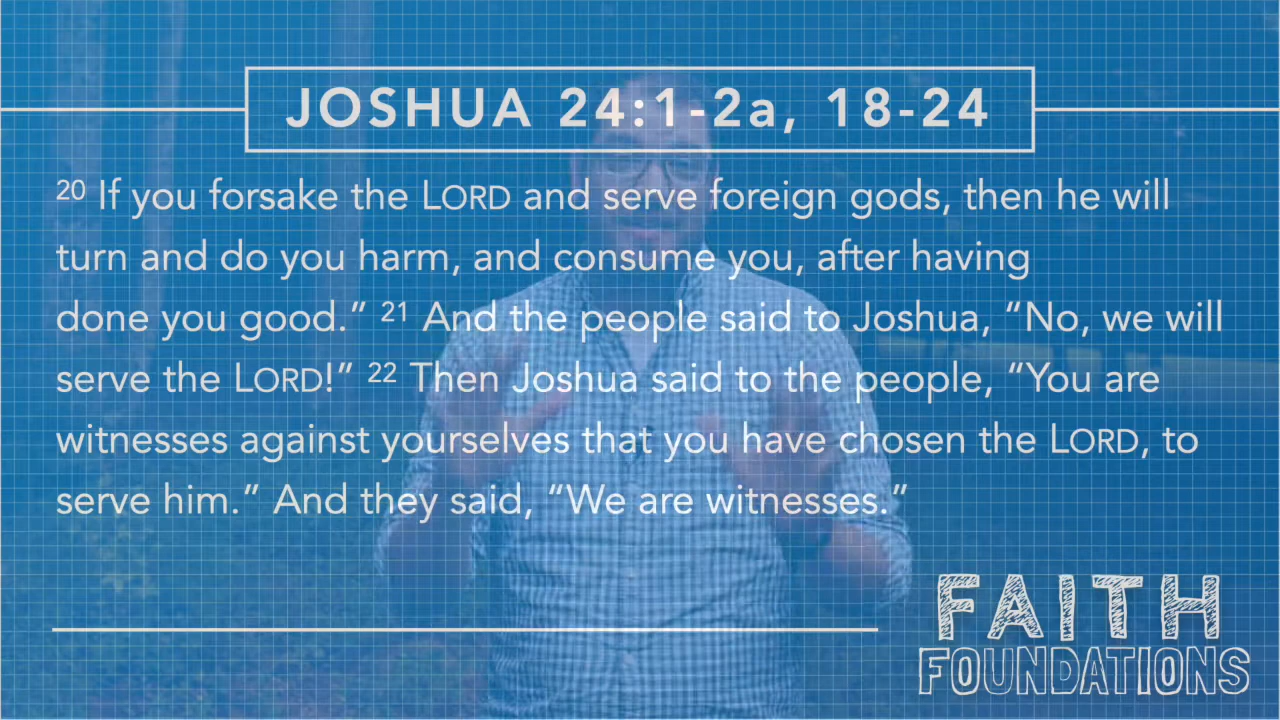 JOSHUA 24:1-2a, 18-24
20 If you forsake the LORD and serve foreign gods, then he will
turn and do you harm, and consume you, after having
done you good.” 21 And the people said to Joshua, “No, we will
serve the LORD!” 22 Then Joshua said to the people, “You are
witnesses against yourselves that you have chosen the LORD, to
serve him.” And they said, “We are witnesses.”
FAITH
FOUNDATIONS